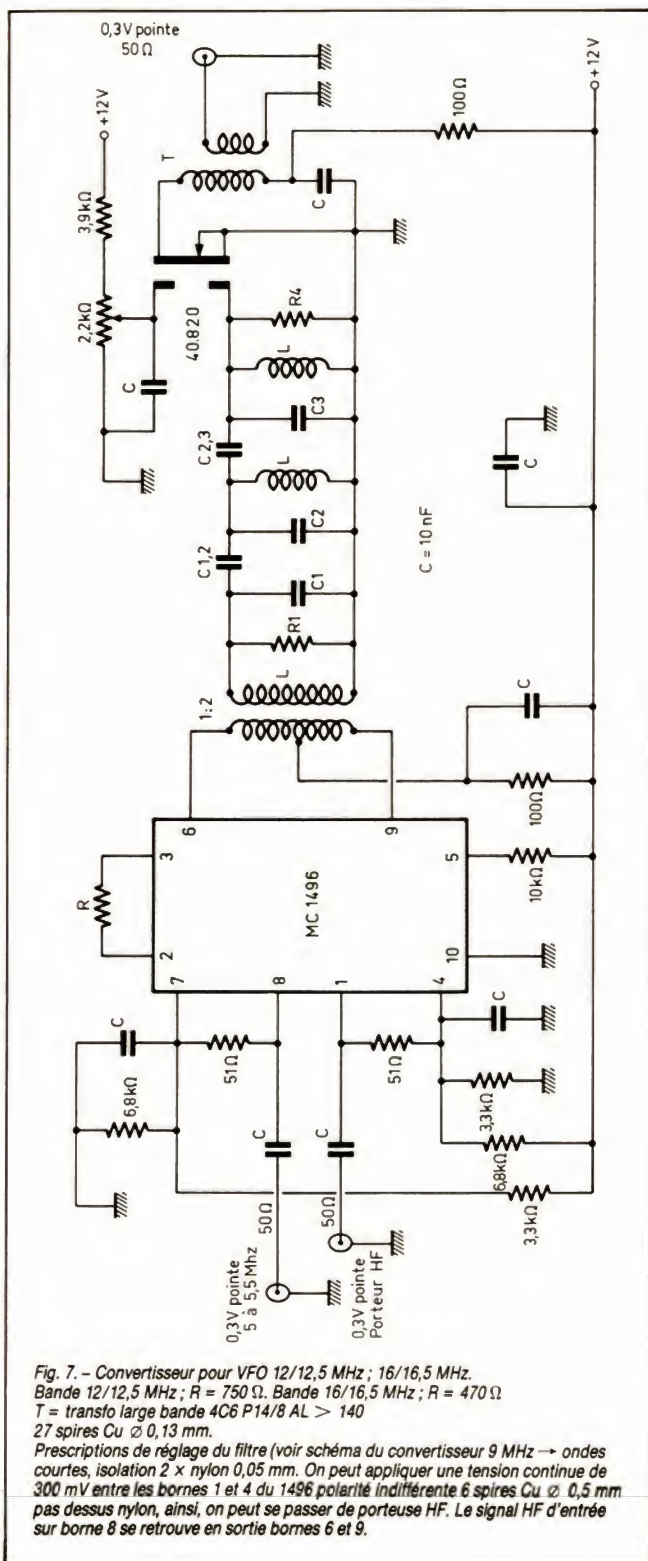 0,3V pointe
50Ω
+12V
3,9kΩ
2,2kΩ
C
40.820
T
C
100Ω
+12V
R4
L
C3
C2,3
L
C2
C1,2
C1
R1
L
1:2
C = 10 nF
C
C
100Ω
10kΩ
6
9
3
5
R
MC 1496
2
10
7
8
1
4
C
6,8kΩ
51Ω
51Ω
C
C
C
3,3kΩ
6,8kΩ
3,3kΩ
50Ω
50Ω
0,3V pointe
5 à 5,5 Mhz
0,3V pointe
Porteur HF
Fig. 7. – Convertisseur pour VFO 12/12,5 MHz ; 16/16,5 MHz.
Bande 12/12,5 MHz ; R = 750 Ω. Bande 16/16,5 MHz ; R = 470 Ω
T = transfo large bande 4C6 P14/8 AL > 140
27 spires Cu ∅ 0,13 mm.
Prescriptions de réglage du filtre (voir schéma du convertisseur 9 MHz → ondes
courtes, isolation 2 × nylon 0,05 mm. On peut appliquer une tension continue de
300 mV entre les bornes 1 et 4 du 1496 polarité indifférente 6 spires Cu ∅ 0,5 mm
pas dessus nylon, ainsi, on peut se passer de porteuse HF. Le signal HF d'entrée
sur borne 8 se retrouve en sortie bornes 6 et 9.